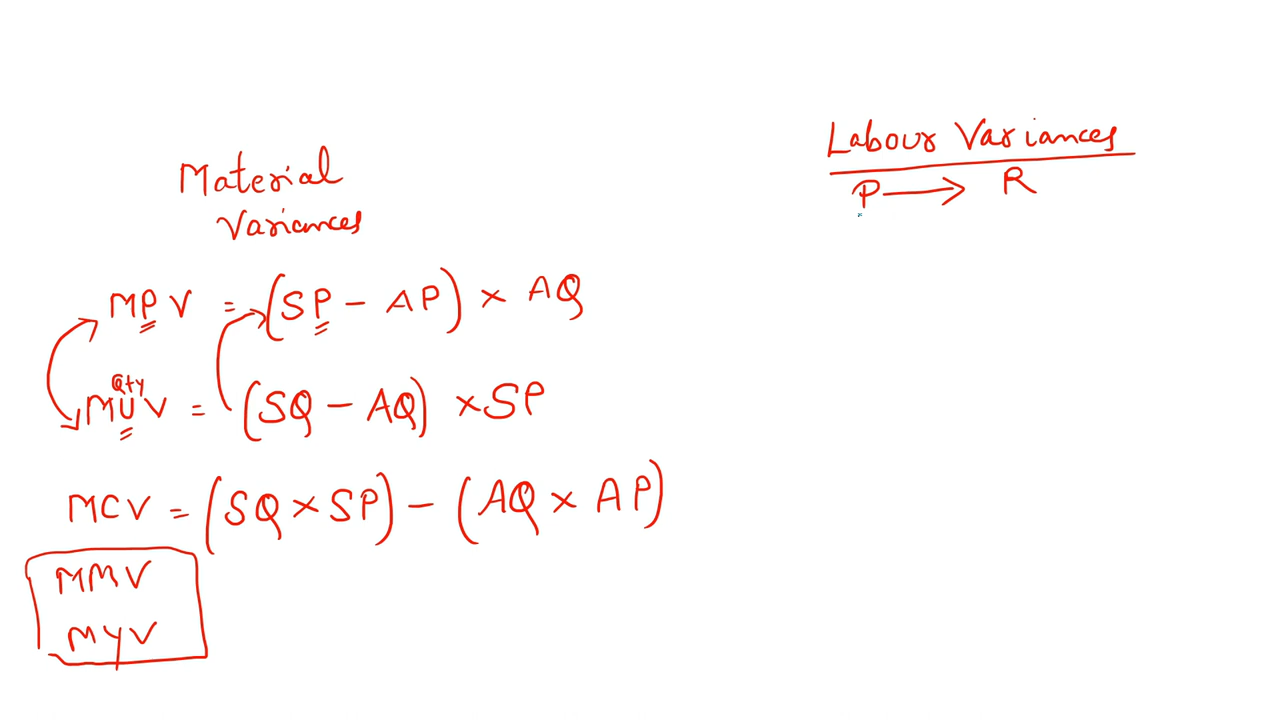 Material
Variances
MPV = (SP - AP) × AQ
Qty
MUV = (SQ - AQ) × SP
MCV = (SQ × SP) - (AQ × AP)
MMV
MYV
Labour Variances
P → R